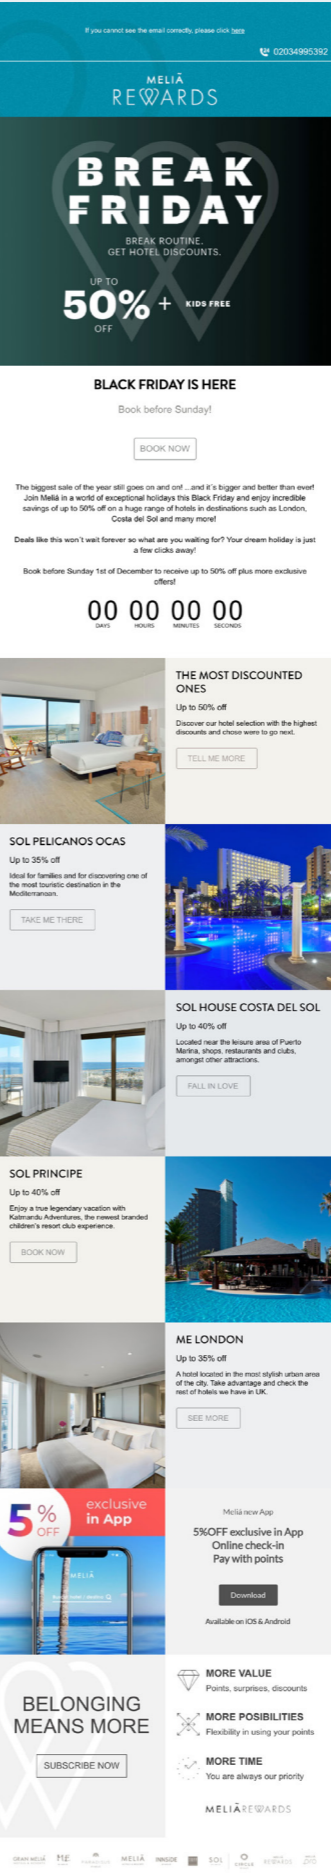 If you cannot see the email correctly, please click here
02034995392
MELIÃ
REWARDS
BREAK
FRIDAY
BREAK ROUTINE.
GET HOTEL DISCOUNTS.
UP TO
50% + KIDS FREE
OFF
BLACK FRIDAY IS HERE
Book before Sunday!
BOOK NOW
The biggest sale of the year still goes on and on! ...and it's bigger and better than ever!
Join Meliá in a world of exceptional holidays this Black Friday and enjoy incredible
savings of up to 50% off on a huge range of hotels in destinations such as London,
Costa del Sol and many more!
Deals like this won't wait forever so what are you waiting for? Your dream holiday is just
a few clicks away!
Book before Sunday 1st of December to receive up to 50% off plus more exclusive
offers!
00 00 00 00
DAYS HOURS MINUTES SECONDS
THE MOST DISCOUNTED
ONES
Up to 50% off
Discover our hotel selection with the highest
discounts and chose were to go next.
TELL ME MORE
SOL PELICANOS OCAS
Up to 35% off
Ideal for families and for discovering one of
the most touristic destination in the
Mediterranean.
TAKE ME THERE
SOL HOUSE COSTA DEL SOL
Up to 40% off
Located near the leisure area of Puerto
Marina, shops, restaurants and clubs,
amongst other attractions.
FALL IN LOVE
SOL PRINCIPE
Up to 40% off
Enjoy a true legendary vacation with
Katmandu Adventures, the newest branded
children's resort club experience.
BOOK NOW
ME LONDON
Up to 35% off
A hotel located in the most stylish urban area
of the city. Take advantage and check the
rest of hotels we have in UK.
SEE MORE
5% OFF
exclusive
in App
MELIÃ
Meliá new App
5%OFF exclusive in App
Online check-in
Pay with points
Download
Available on IOS & Android
BELONGING
MEANS MORE
SUBSCRIBE NOW
MORE VALUE
Points, surprises, discounts
MORE POSIBILITIES
Flexibility in using your points
MORE TIME
You are always our priority
MELIÃREWARDS
GRAN MELIÃ ME PARADISUS MELIÃ INNSIDE SOL CIRCLE